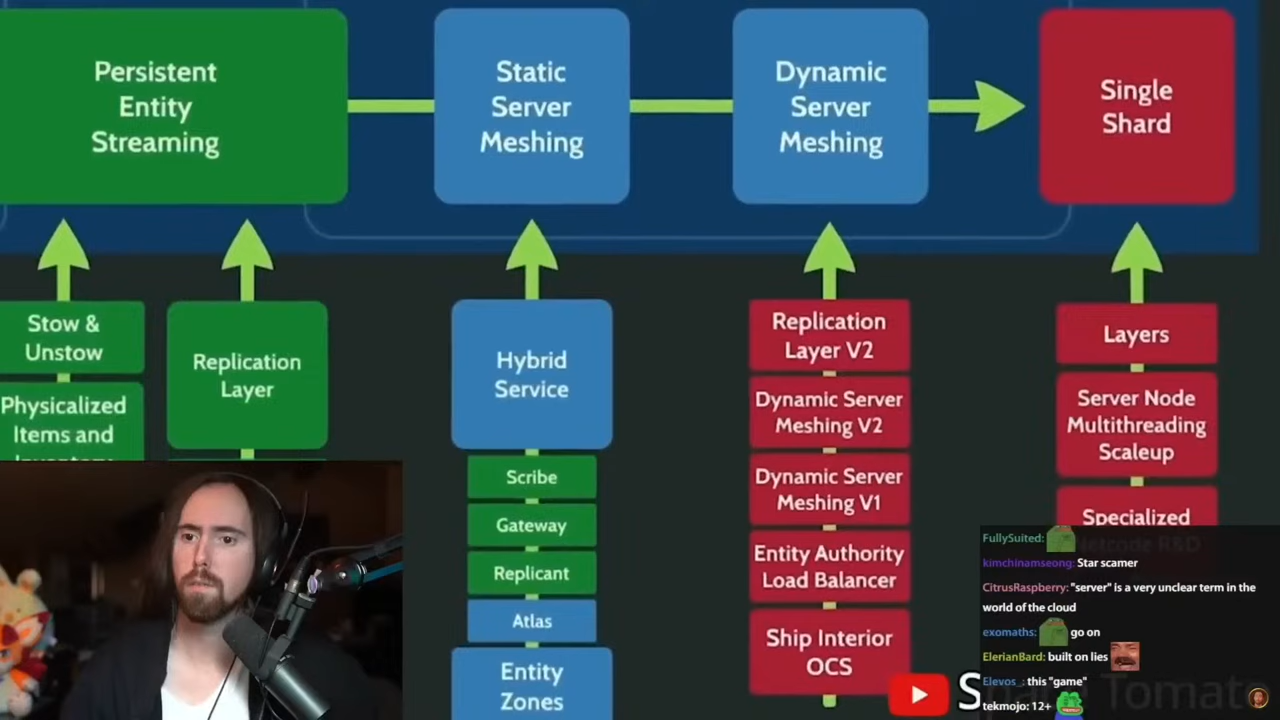 Persistent
Entity
Streaming
Static
Server
Meshing
Dynamic
Server
Meshing
Single
Shard
Stow &
Unstow
Physicalized
Items and
Replication
Layer
Hybrid
Service
Scribe
Gateway
Replicant
Atlas
Entity
Zones
Replication
Layer V2
Dynamic Server
Meshing V2
Dynamic Server
Meshing V1
Entity Authority
Load Balancer
Ship Interior
OCS
Layers
Server Node
Multithreading
Scaleup
Specialized
Netcode R&D
FullySuited:
kimchinamseong: Star scamer
CitrusRaspberry: "server" is a very unclear term in the
world of the cloud
exomaths: go on
ElerianBard: built on lies
Elevos_: this "game"
tekmojo: 12+
Space Tomato